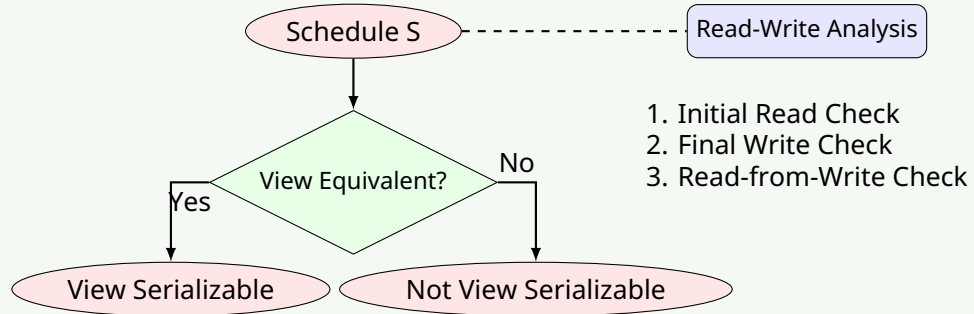 Schedule S
Read-Write Analysis
1. Initial Read Check
2. Final Write Check
3. Read-from-Write Check
View Equivalent?
Yes
No
View Serializable
Not View Serializable